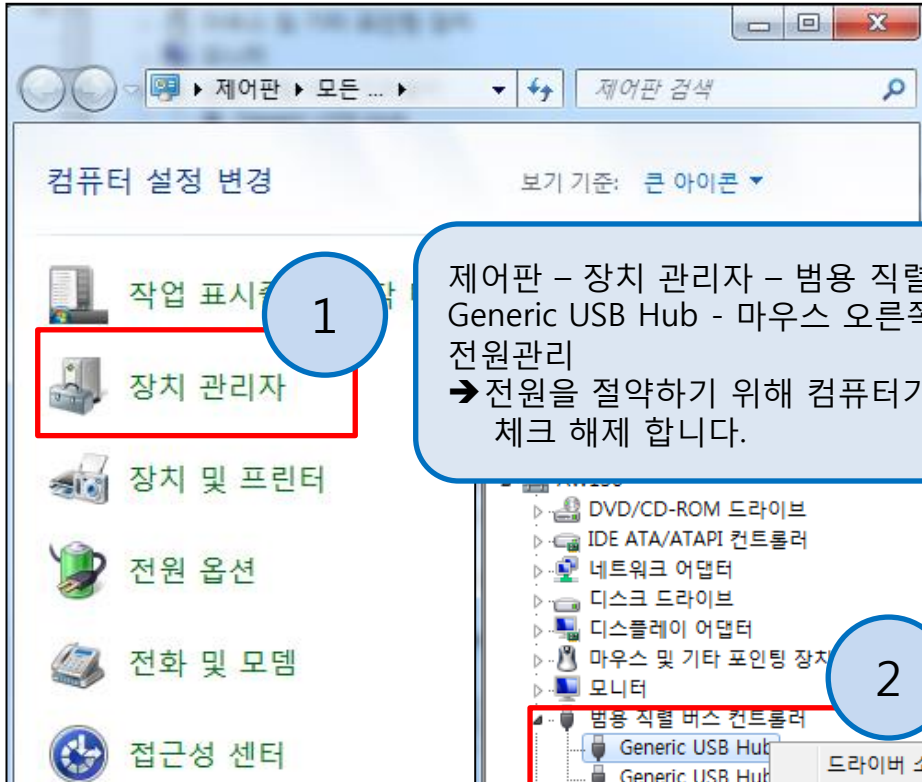 제어판 ▸ 모든 ... ▸
제어판 검색
컴퓨터 설정 변경
보기 기준: 큰 아이콘
작업 표시
1
장치 관리자
장치 및 프린터
전원 옵션
전화 및 모뎀
접근성 센터
제어판 – 장치 관리자 – 범용 직렬
Generic USB Hub - 마우스 오른쪽
전원관리
➔전원을 절약하기 위해 컴퓨터가
체크 해제 합니다.
DVD/CD-ROM 드라이브
IDE ATA/ATAPI 컨트롤러
네트워크 어댑터
디스크 드라이브
디스플레이 어댑터
마우스 및 기타 포인팅 장치
모니터
2
범용 직렬 버스 컨트롤러
Generic USB Hub
Generic USB Hub
드라이버